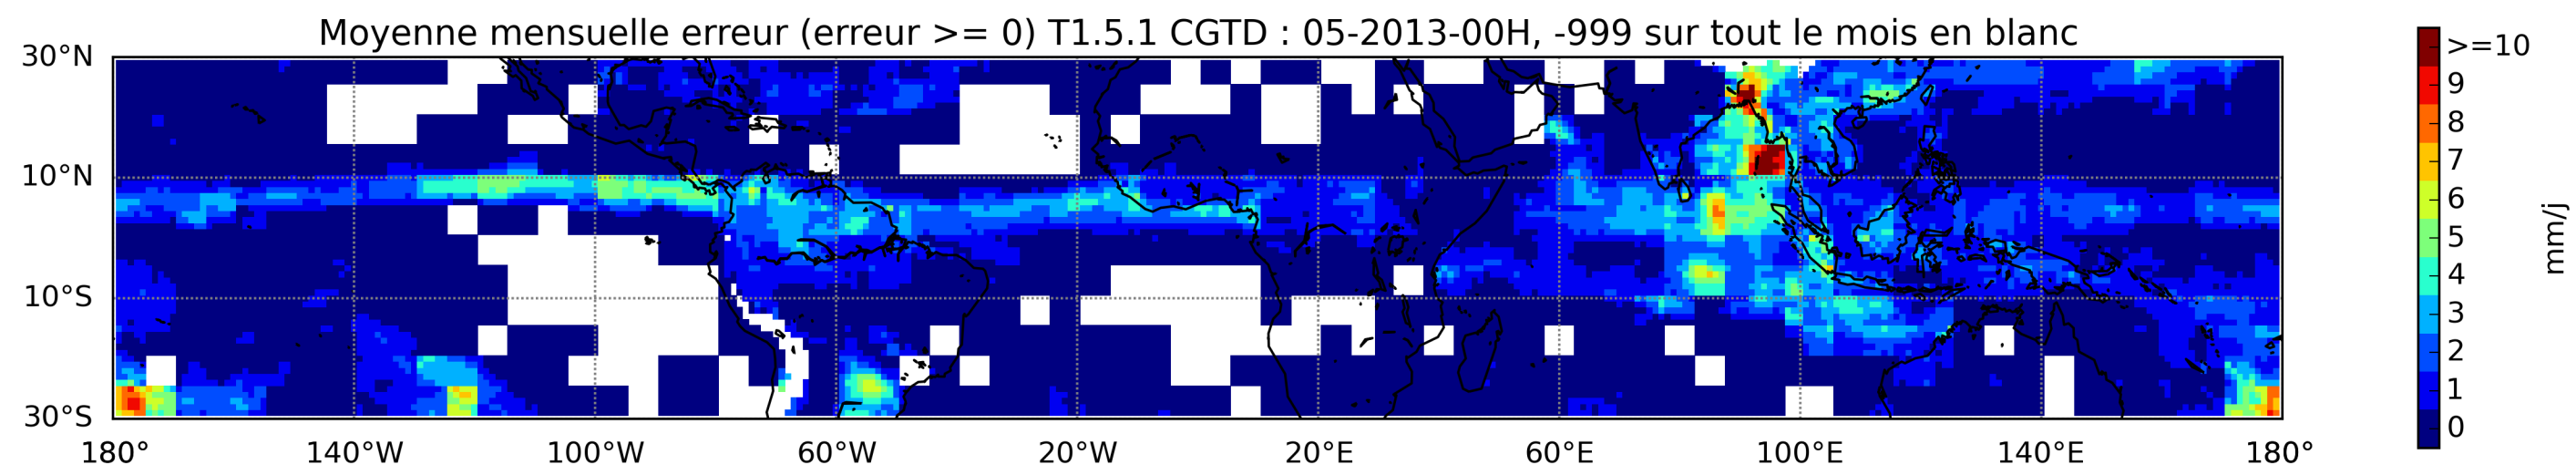 Moyenne mensuelle erreur (erreur >= 0) T1.5.1 CGTD : 05-2013-00H, -999 sur tout le mois en blanc
30°N
10°N
10°S
30°S
180°
140°W
100°W
60°W
20°W
20°E
60°E
100°E
140°E
180°
>=10
9
8
7
6
5
4
3
2
1
0
mm/j